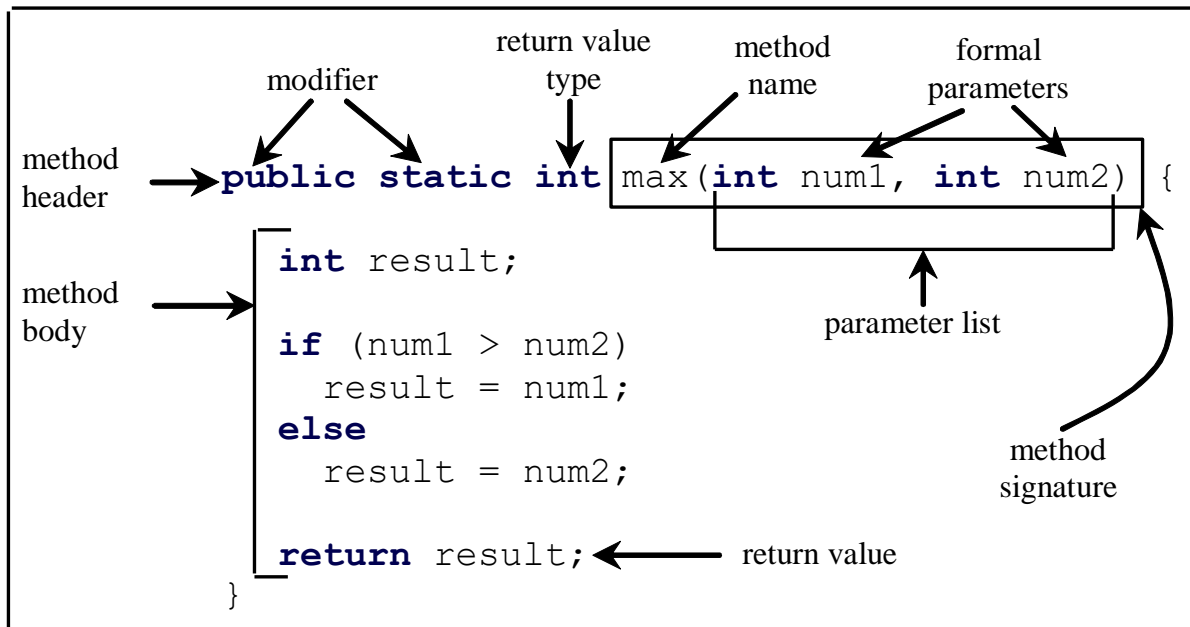 return value
type
method
name
formal
parameters
modifier
method
header
public static int max(int num1, int num2) {
int result;
method
body
parameter list
if (num1 > num2)
result = num1;
else
result = num2;
method
signature
return result;
return value
}